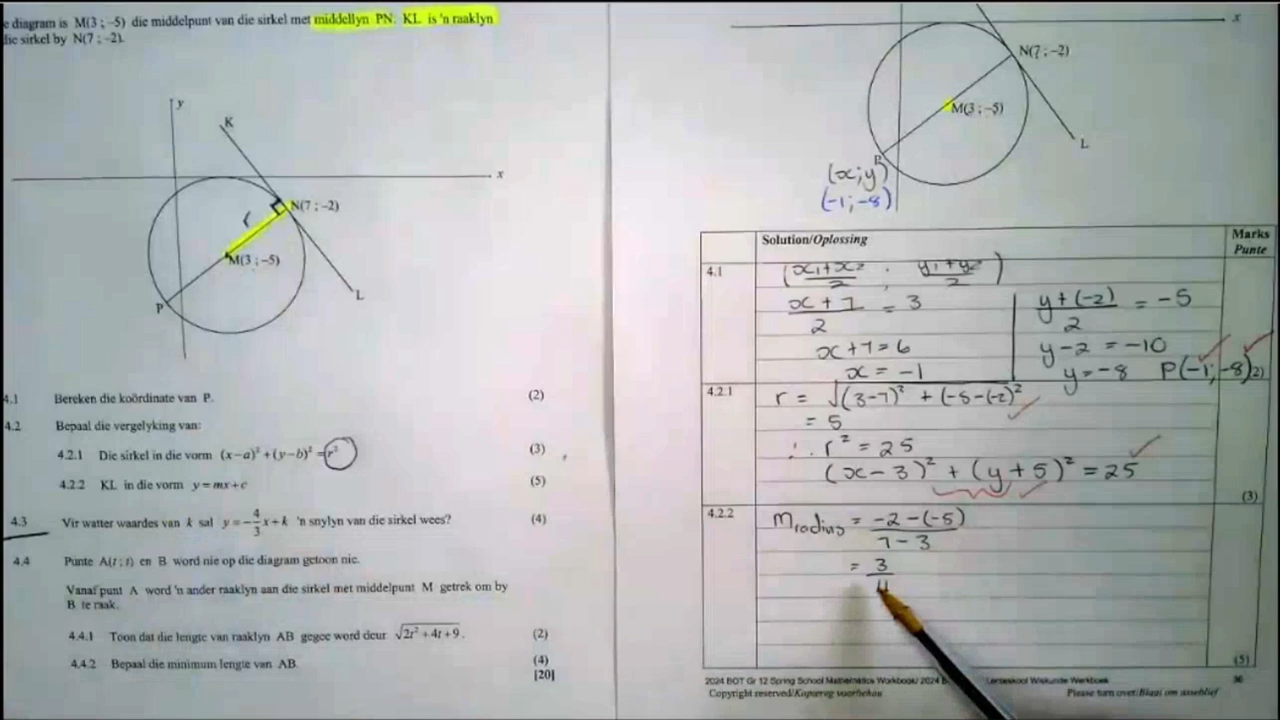 e diagram is M(3 ; –5) die middelpunt van die sirkel met middellyn PN. KL is 'n raaklyn
die sirkel by N(7 ; –2).
y
K
x
N(7 ; –2)
M(3 ; –5)
P
L
4.1 Bereken die koördinate van P. (2)
4.2 Bepaal die vergelyking van:
4.2.1 Die sirkel in die vorm (x–a)²+(y–b)²=r² (3)
4.2.2 KL in die vorm y=mx+c (5)
4.3 Vir watter waardes van k sal y=–4/3x+k 'n snylyn van die sirkel wees? (4)
4.4 Punte A(t ; t) en B word nie op die diagram getoon nie.
Vanaf punt A word 'n ander raaklyn aan die sirkel met middelpunt M getrek om by
B te raak.
4.4.1 Toon dat die lengte van raaklyn AB gegee word deur √2t²+4t+9. (2)
4.4.2 Bepaal die minimum lengte van AB. (4)
[20]
x
N(7 ; –2)
M(3 ; –5)
P
L
(x;y)
(-1;-8)
Solution/Oplossing
Marks
Punte
4.1 (x₁+x₂/2 ; y₁+y₂/2)
x+7/2 = 3
y+(-2)/2 = -5
x+7=6
y-2 = -10
x = -1
y=-8 P(-1;-8) (2)
4.2.1 r = √(3-7)² + (-5-(-2))²
= 5
∴ r² = 25
(x-3)² + (y+5)² = 25
(3)
4.2.2 m radius = -2-(-5)/7-3
= 3/4
(5)
2024 BOT Gr 12 Spring School Mathematics Workbook/ 2024 B Lenteskool Wiskunde Werkboek
Copyright reserved/Kopiereg voorbehou Please turn over/Blaai om asseblief